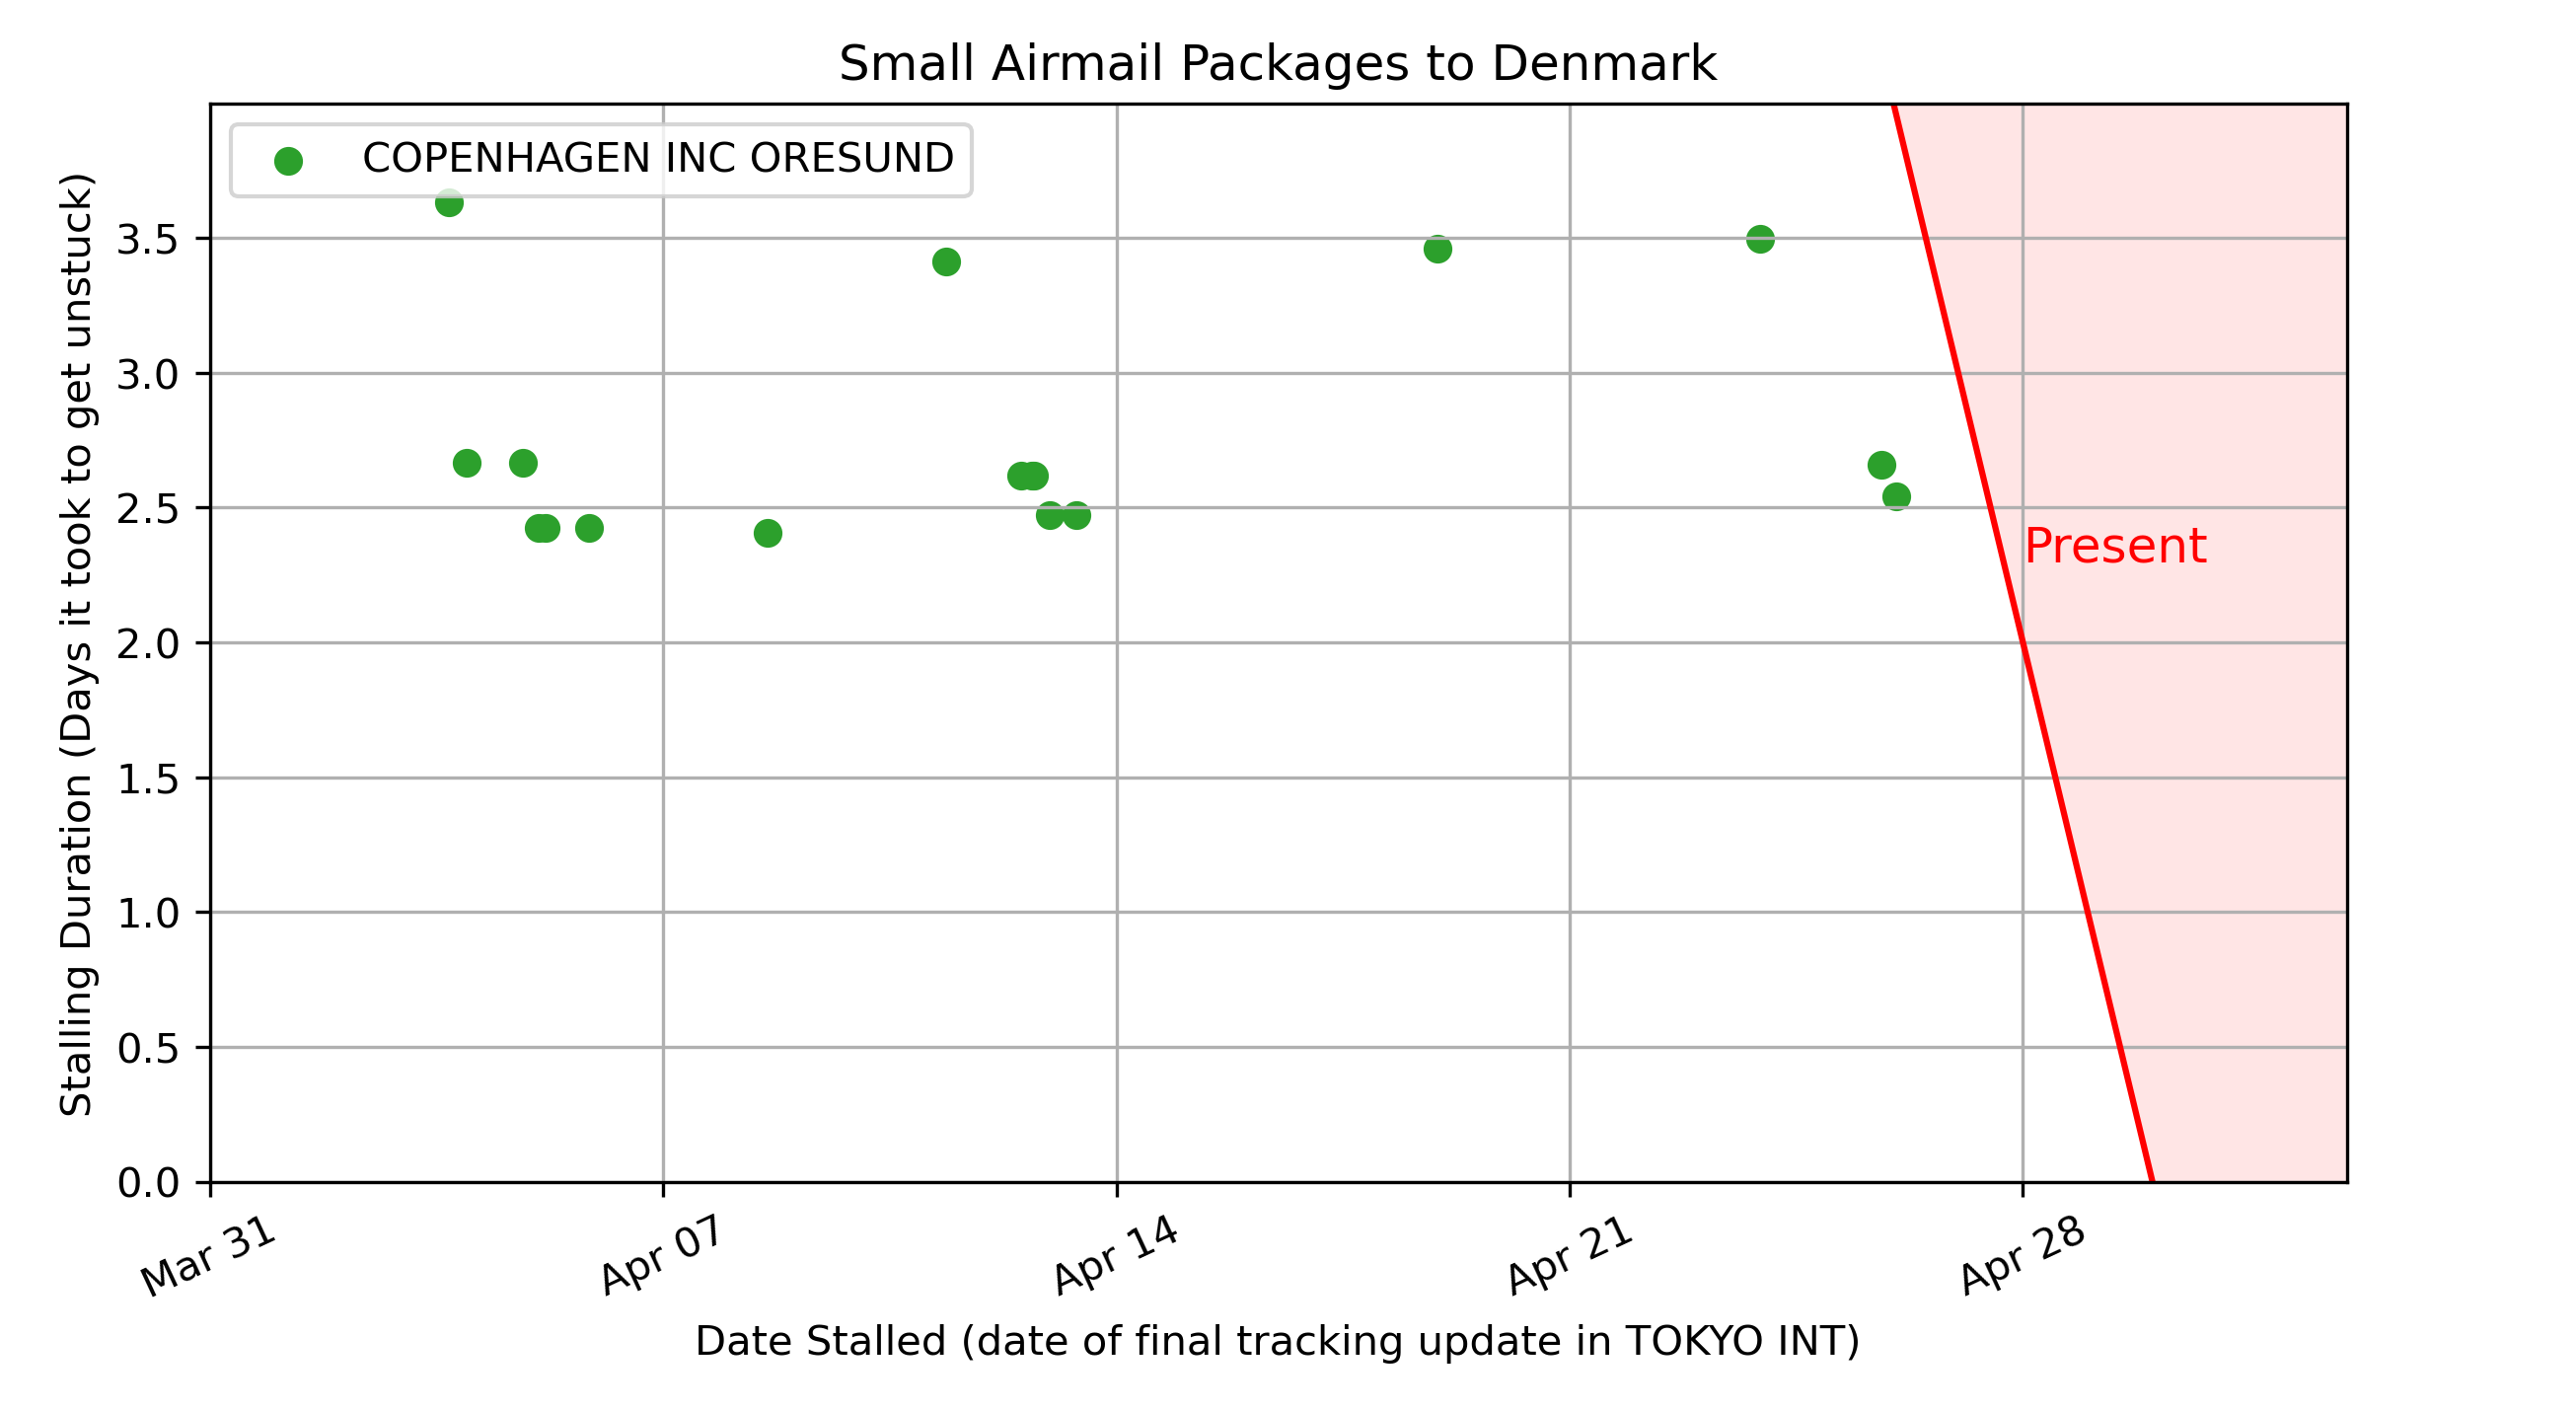 Small Airmail Packages to Denmark
COPENHAGEN INC ORESUND
Stalling Duration (Days it took to get unstuck)
3.5
3.0
2.5
2.0
1.5
1.0
0.5
0.0
Present
Mar 31
Apr 07
Apr 14
Apr 21
Apr 28
Date Stalled (date of final tracking update in TOKYO INT)